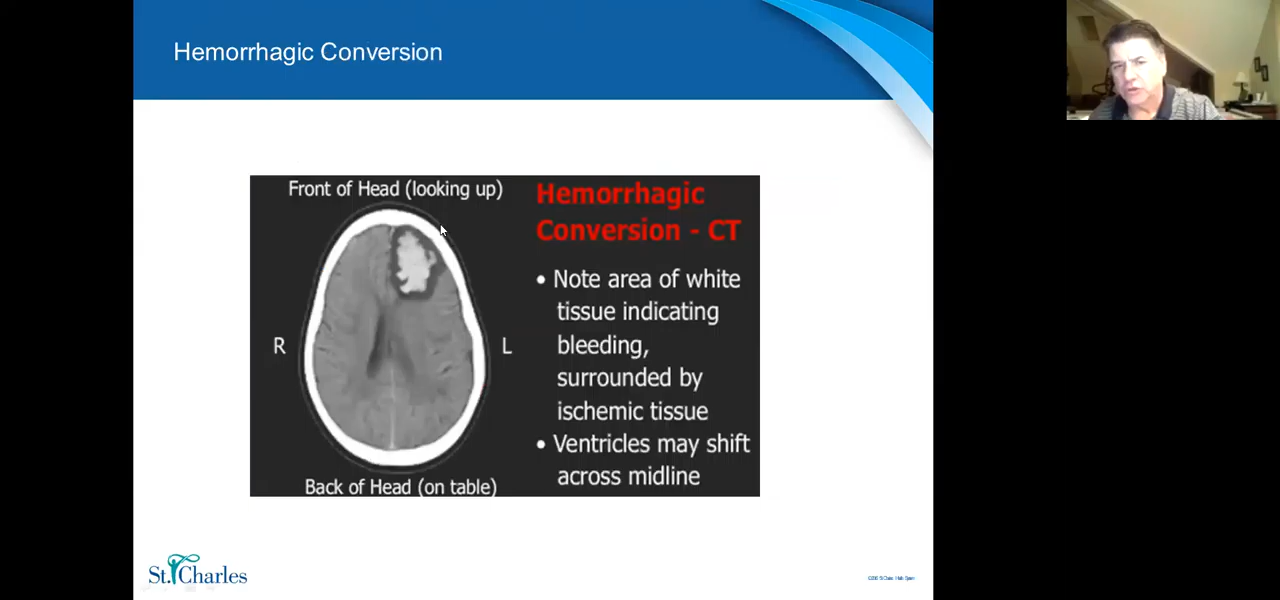 Hemorrhagic Conversion
Front of Head (looking up)
R
L
Back of Head (on table)
Hemorrhagic
Conversion - CT
• Note area of white
tissue indicating
bleeding,
surrounded by
ischemic tissue
• Ventricles may shift
across midline
St. Charles